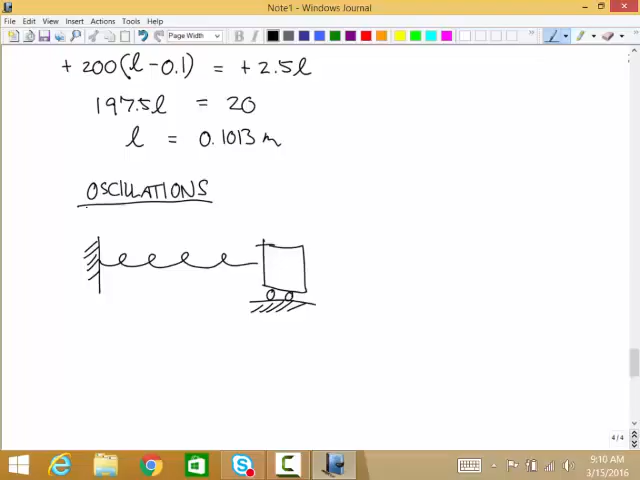 Note1 - Windows Journal
File Edit View Insert Actions Tools Help
Page Width
B
+ 200(l - 0.1) = + 2.5l
197.5l = 20
l = 0.1013 m
OSCILLATIONS
4/4
9:10 AM
3/15/2016